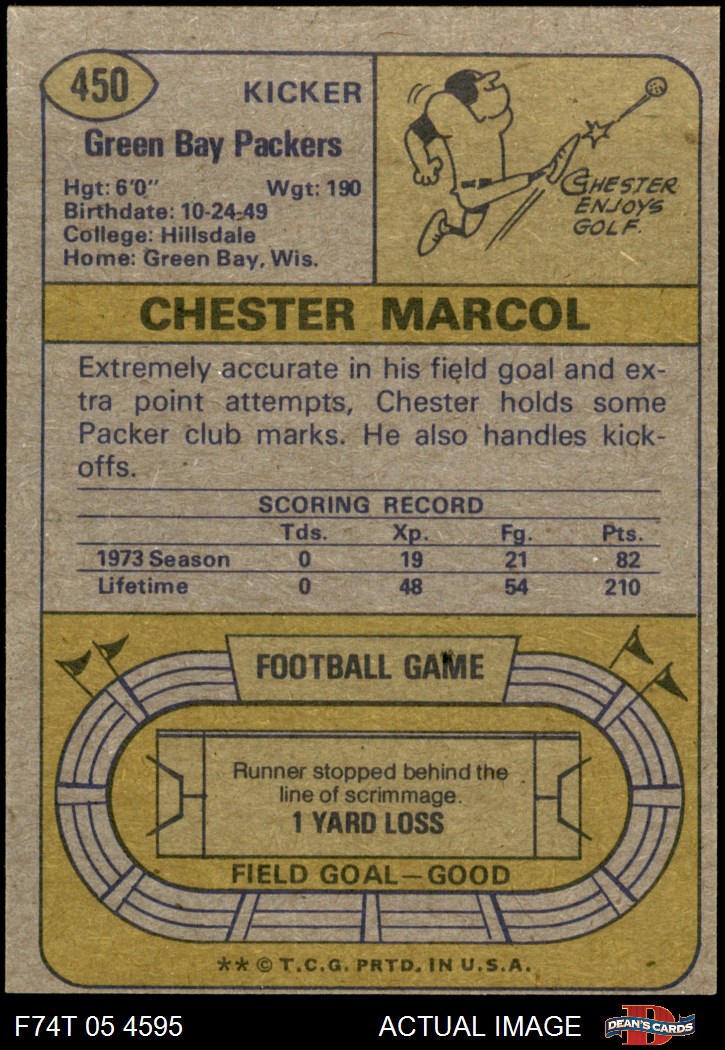 450
KICKER
Green Bay Packers
Hgt: 6'0" Wgt: 190
Birthdate: 10-24-49
College: Hillsdale
Home: Green Bay, Wis.
CHESTER
ENJOYS
GOLF.
CHESTER MARCOL
Extremely accurate in his field goal and ex-
tra point attempts, Chester holds some
Packer club marks. He also handles kick-
offs.
SCORING RECORD
Tds. Xp. Fg. Pts.
1973 Season 0 19 21 82
Lifetime 0 48 54 210
FOOTBALL GAME
Runner stopped behind the
line of scrimmage.
1 YARD LOSS
FIELD GOAL—GOOD
** © T.C.G. PRTD. IN U.S.A.
F74T 05 4595 ACTUAL IMAGE DEAN'S CARDS